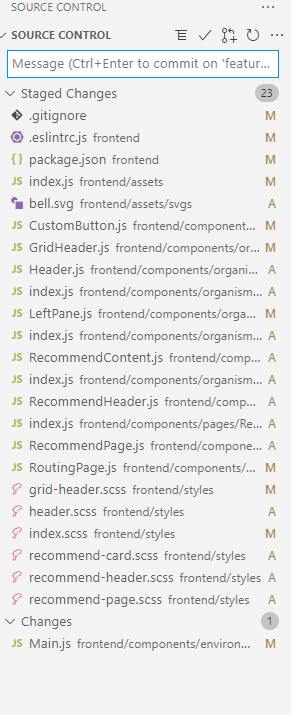 SOURCE CONTROL
SOURCE CONTROL
Message (Ctrl+Enter to commit on 'featur...
Staged Changes 23
.gitignore M
.eslintrc.js frontend M
package.json frontend M
index.js frontend/assets M
bell.svg frontend/assets/svgs A
CustomButton.js frontend/component... M
GridHeader.js frontend/components/or... M
Header.js frontend/components/organi... A
index.js frontend/components/organism... A
LeftPane.js frontend/components/orga... M
index.js frontend/components/organism... A
RecommendContent.js frontend/comp... A
index.js frontend/components/organism... A
RecommendHeader.js frontend/comp... A
index.js frontend/components/pages/Re... A
RecommendPage.js frontend/compone... A
RoutingPage.js frontend/components/... M
grid-header.scss frontend/styles M
header.scss frontend/styles A
index.scss frontend/styles M
recommend-card.scss frontend/styles A
recommend-header.scss frontend/styles A
recommend-page.scss frontend/styles A
Changes 1
Main.js frontend/components/environ... M